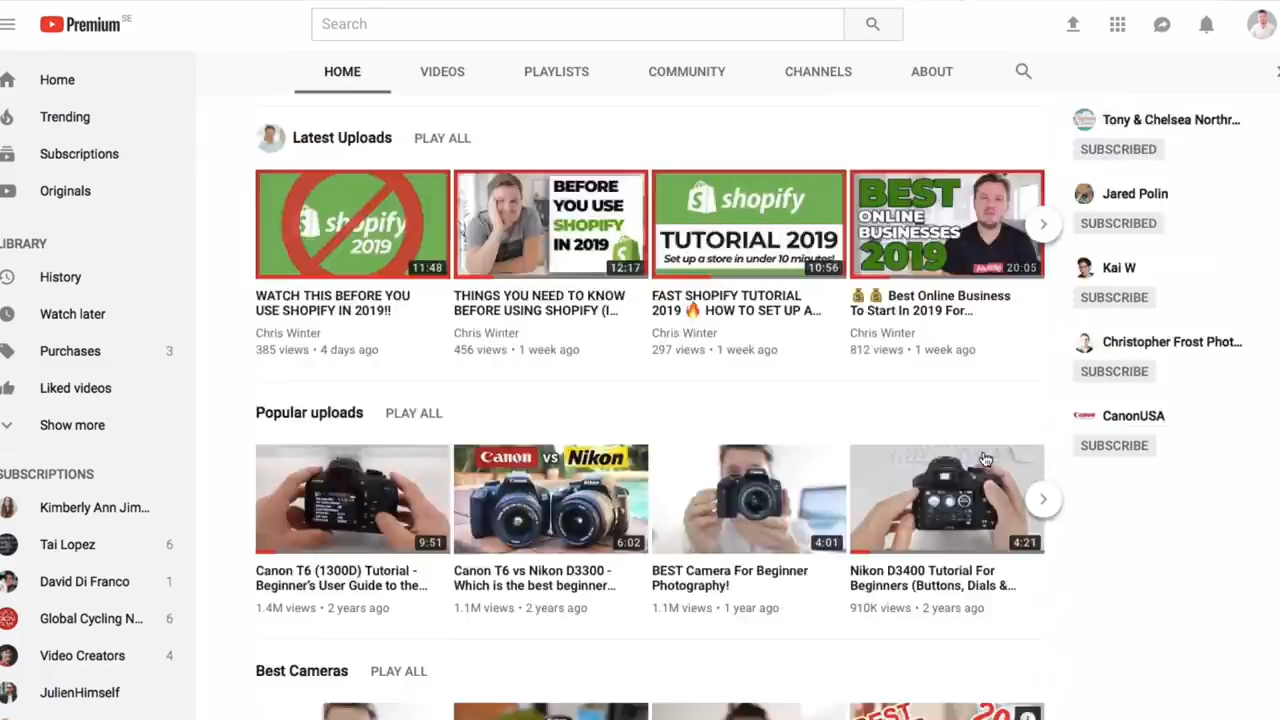 Premium SE
Search
HOME VIDEOS PLAYLISTS COMMUNITY CHANNELS ABOUT
Home
Trending
Subscriptions
Originals
LIBRARY
History
Watch later
Purchases 3
Liked videos
Show more
SUBSCRIPTIONS
Kimberly Ann Jim...
Tai Lopez 6
David Di Franco 1
Global Cycling N... 6
Video Creators 4
JulienHimself
Latest Uploads PLAY ALL
shopify
2019
11:48
BEFORE
YOU USE
SHOPIFY
IN 2019
12:17
shopify
TUTORIAL 2019
Set up a store in under 10 minutes!
10:56
BEST
ONLINE
BUSINESSES
2019
20:05
WATCH THIS BEFORE YOU
USE SHOPIFY IN 2019!!
Chris Winter
385 views • 4 days ago
THINGS YOU NEED TO KNOW
BEFORE USING SHOPIFY (I...
Chris Winter
456 views • 1 week ago
FAST SHOPIFY TUTORIAL
2019 🔥 HOW TO SET UP A...
Chris Winter
297 views • 1 week ago
💰 💰 Best Online Business
To Start In 2019 For...
Chris Winter
812 views • 1 week ago
Popular uploads PLAY ALL
9:51
Canon vs Nikon
6:02
4:01
4:21
Canon T6 (1300D) Tutorial -
Beginner's User Guide to the...
1.4M views • 2 years ago
Canon T6 vs Nikon D3300 -
Which is the best beginner...
1.1M views • 2 years ago
BEST Camera For Beginner
Photography!
1.1M views • 1 year ago
Nikon D3400 Tutorial For
Beginners (Buttons, Dials &...
910K views • 2 years ago
Best Cameras PLAY ALL
BEST 20
Tony & Chelsea Northr...
SUBSCRIBED
Jared Polin
SUBSCRIBED
Kai W
SUBSCRIBE
Christopher Frost Phot...
SUBSCRIBE
Canon
CanonUSA
SUBSCRIBE